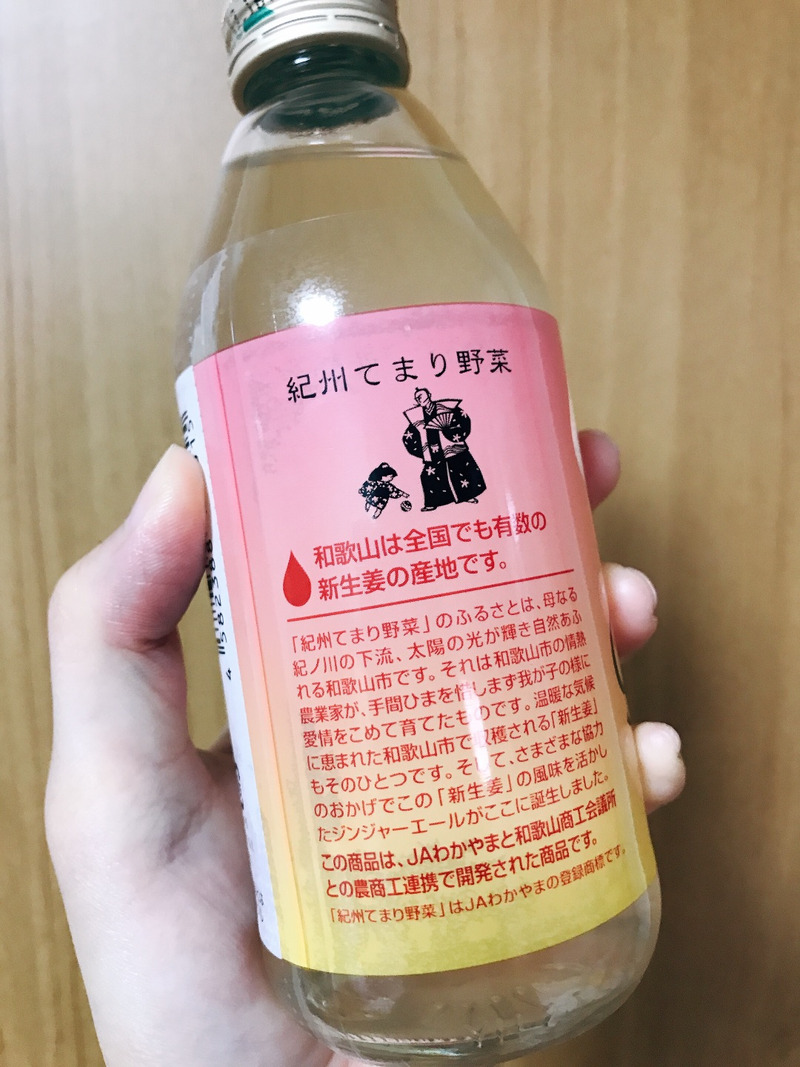 紀州てまり野菜
和歌山は全国でも有数の
新生姜の産地です。
「紀州てまり野菜」のふるさとは、母なる
紀ノ川の下流、太陽の光が輝き自然あふ
れる和歌山市です。それは和歌山市の情熱
農業家が、手間ひまを惜しまず我が子の様に
愛情をこめて育てたものです。温暖な気候
に恵まれた和歌山市で収穫される「新生姜」
もそのひとつです。そして、さまざまな協力
のおかげでこの「新生姜」の風味を活かし
たジンジャーエールがここに誕生しました。
この商品は、JAわかやまと和歌山商工会議所
との農商工連携で開発された商品です。
「紀州てまり野菜」はJAわかやまの登録商標です。